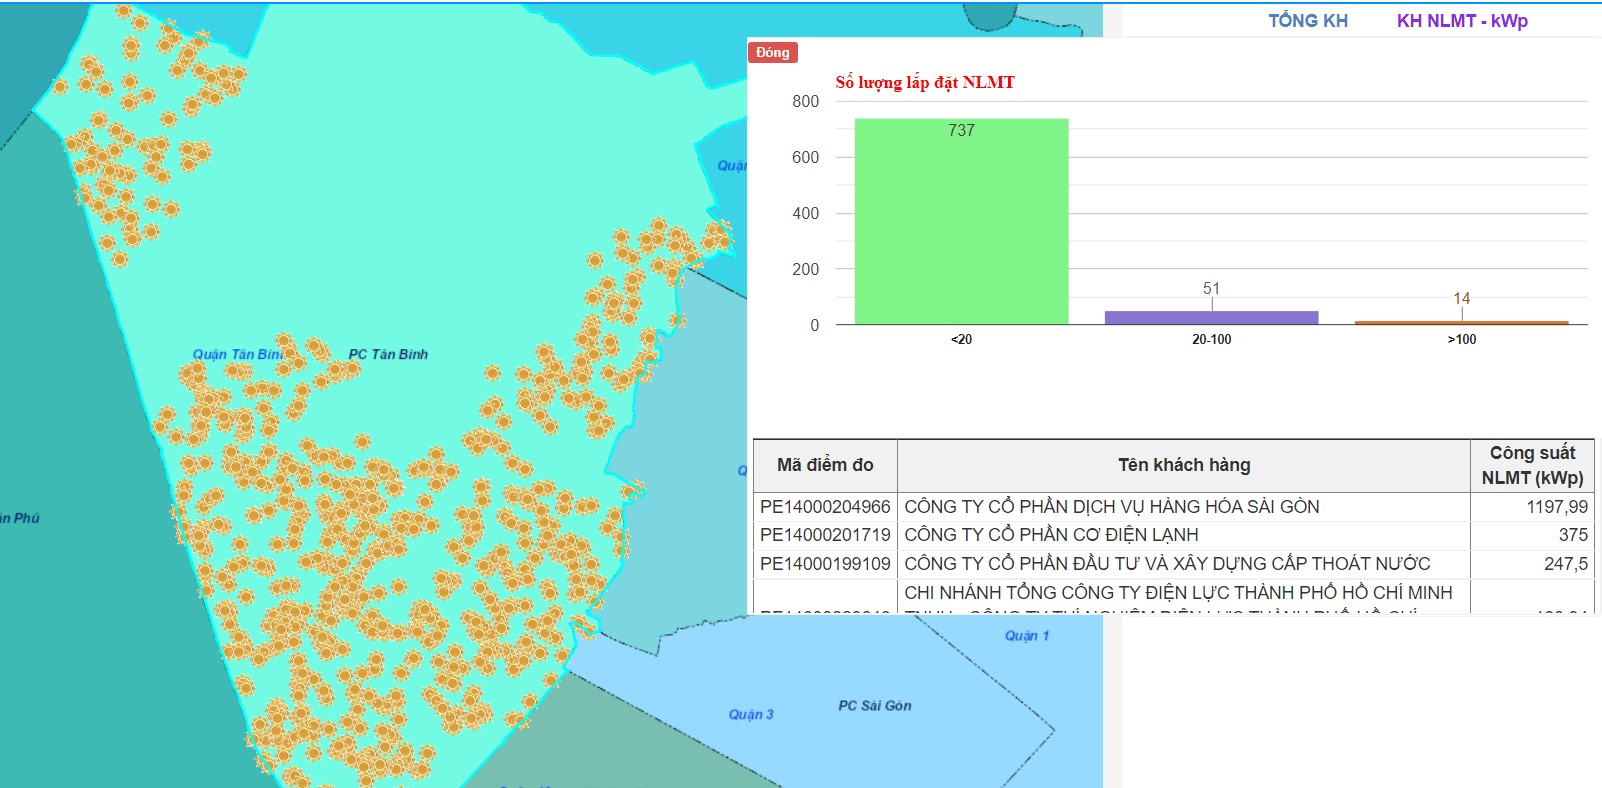 TỔNG KH KH NLMT - kWp
Đóng
Số lượng lắp đặt NLMT
800
600
400
200
0
737
51
14
<20 20-100 >100
Mã điểm đo Tên khách hàng Công suất
NLMT (kWp)
PE14000204966 CÔNG TY CỔ PHẦN DỊCH VỤ HÀNG HÓA SÀI GÒN 1197,99
PE14000201719 CÔNG TY CỔ PHẦN CƠ ĐIỆN LẠNH 375
PE14000199109 CÔNG TY CỔ PHẦN ĐẦU TƯ VÀ XÂY DỰNG CẤP THOÁT NƯỚC 247,5
CHI NHÁNH TỔNG CÔNG TY ĐIỆN LỰC THÀNH PHỐ HỒ CHÍ MINH
Quận Tân Bình PC Tân Bình
Quận 1
Quận 3
PC Sài Gòn
Phú